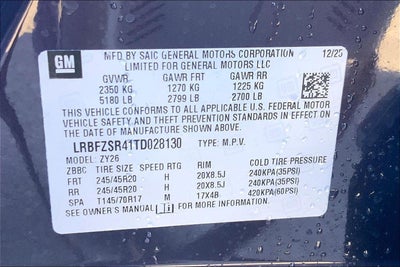 GM
MFD BY SAIC GENERAL MOTORS CORPORATION 12/25
LIMITED FOR GENERAL MOTORS LLC
GVWR GAWR FRT GAWR RR
2350 KG 1270 KG 1225 KG
5180 LB 2799 LB 2700 LB
THIS VEHICLE CONFORMS TO ALL APPLICABLE U.S. FEDERAL MOTOR
VEHICLE SAFETY, AND THEFT PREVENTION STANDARDS IN EFFECT
ON THE DATE OF MANUFACTURE SHOWN ABOVE.
LRBFZSR41TD028130 TYPE: M.P.V.
MODEL: ZY26
ZBBC TIRE SIZE SPEED RTG RIM COLD TIRE PRESSURE
FRT 245/45R20 H 20X8.5J 240KPA(35PSI)
RR 245/45R20 H 20X8.5J 240KPA(35PSI)
SPA T145/70R17 M 17X4B 420KPA(60PSI)
SEE OWNER'S MANUAL FOR MORE INFORMATION.